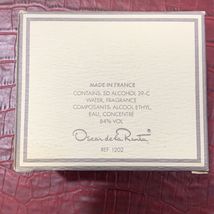 MADE IN FRANCE
CONTAINS: SD ALCOHOL 39-C
WATER, FRAGRANCE
COMPOSANTS: ALCOOL ETHYL,
EAU, CONCENTRÉ
84% VOL
Oscar de la Renta
REF. 1202